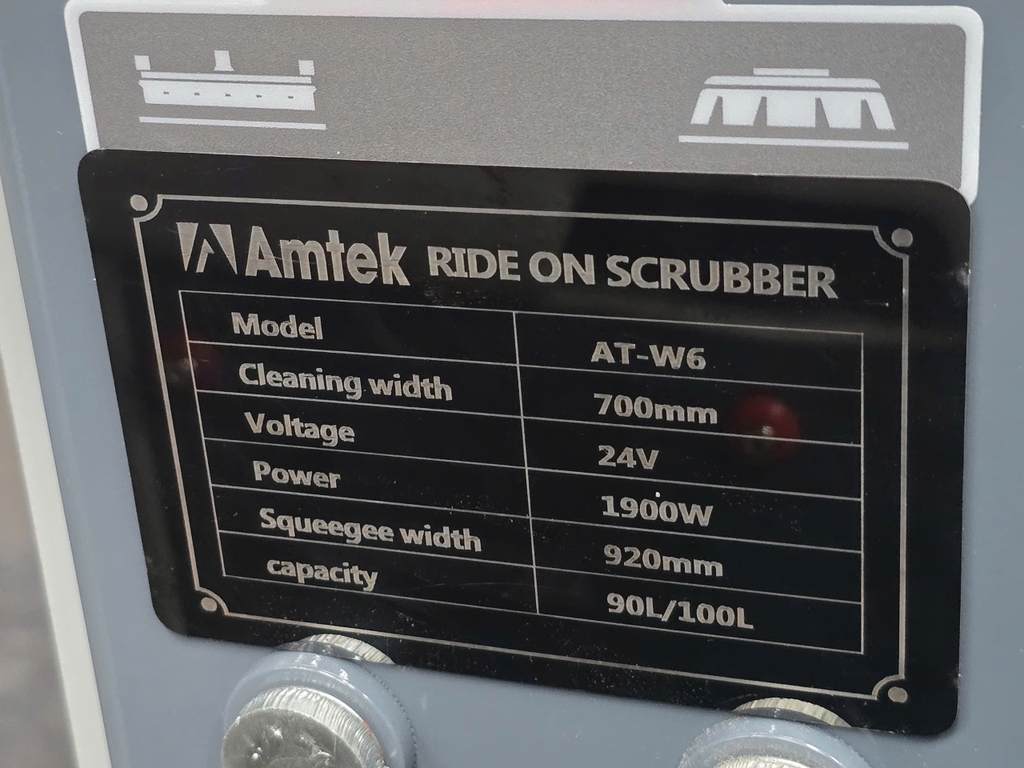 Amtek RIDE ON SCRUBBER
Model AT-W6
Cleaning width 700mm
Voltage 24V
Power 1900W
Squeegee width 920mm
capacity 90L/100L